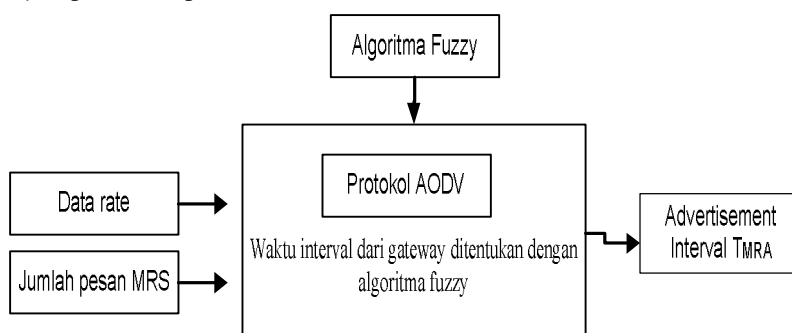 Algoritma Fuzzy
Protokol AODV
Data rate
Waktu interval dari gateway ditentukan dengan
algoritma fuzzy
Jumlah pesan MRS
Advertisement
Interval TMRA